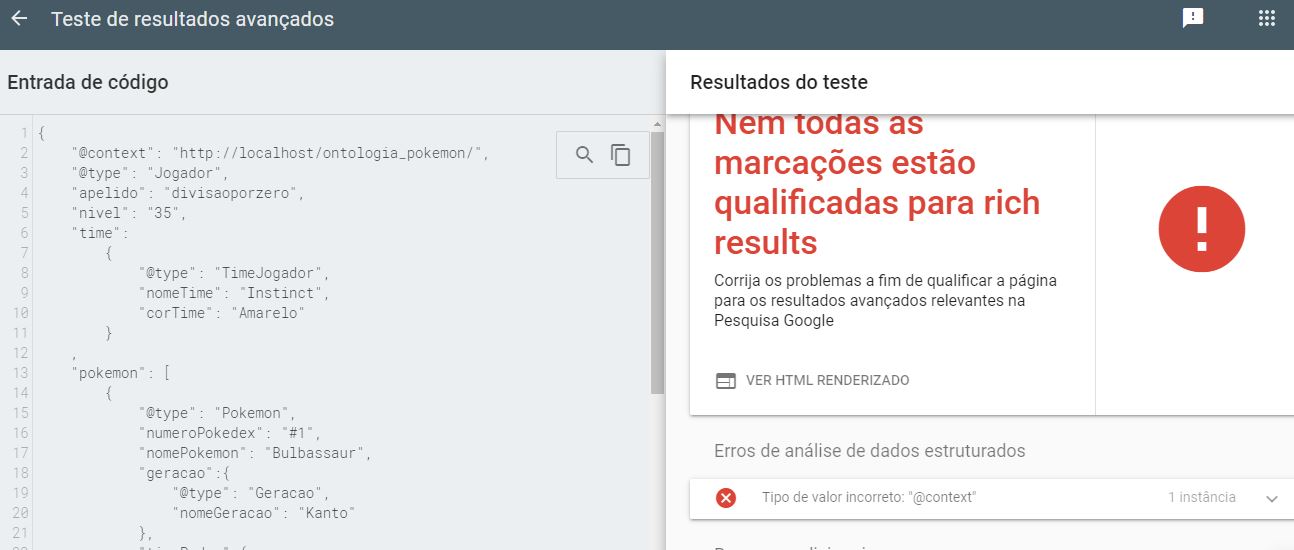 Teste de resultados avançados
Entrada de código
1 {
2 "@context": "http://localhost/ontologia_pokemon/",
3 "@type": "Jogador",
4 "apelido": "divisaoporzero",
5 "nivel": "35",
6 "time":
7 {
8 "@type": "TimeJogador",
9 "nomeTime": "Instinct",
10 "corTime": "Amarelo"
11 }
12 ,
13 "pokemon": [
14 {
15 "@type": "Pokemon",
16 "numeroPokedex": "#1",
17 "nomePokemon": "Bulbassaur",
18 "geracao":{
19 "@type": "Geracao",
20 "nomeGeracao": "Kanto"
21 },
Resultados do teste
Nem todas as
marcações estão
qualificadas para rich
results
Corrija os problemas a fim de qualificar a página
para os resultados avançados relevantes na
Pesquisa Google
VER HTML RENDERIZADO
Erros de análise de dados estruturados
Tipo de valor incorreto: "@context"
1 instância